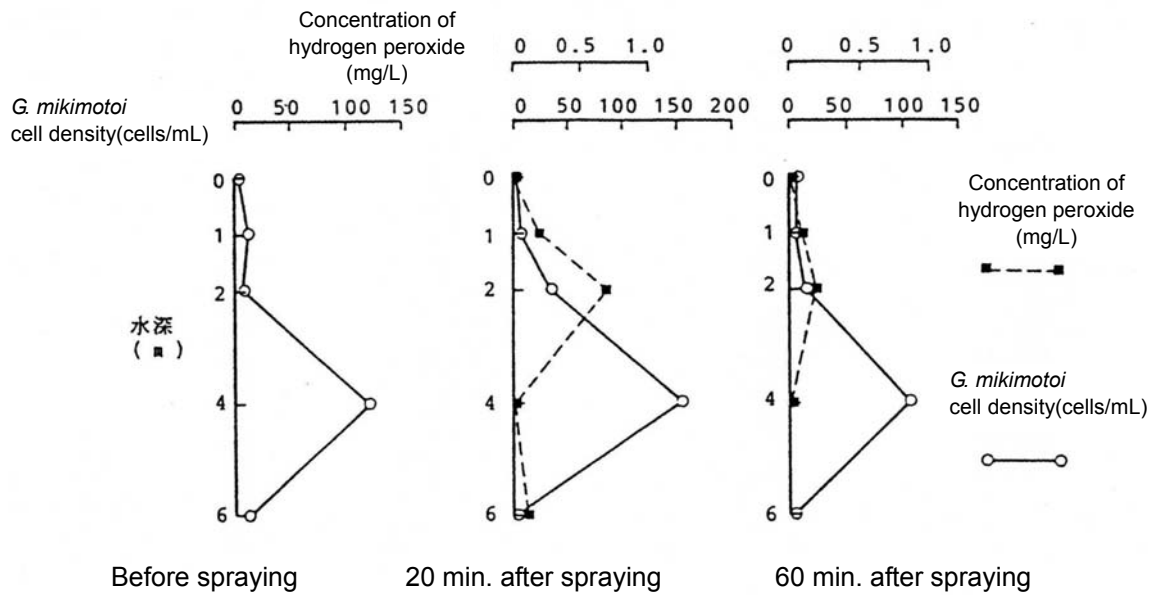 Concentration of
hydrogen peroxide
(mg/L)
G. mikimotoi
cell density(cells/mL)
0 50 100 150
0 0.5 1.0
0 50 100 150 200
0 0.5 1.0
0 50 100 150
水深
(m)
0
1
2
4
6
0
1
2
4
6
0
1
2
4
6
Concentration of
hydrogen peroxide
(mg/L)
G. mikimotoi
cell density(cells/mL)
Before spraying
20 min. after spraying
60 min. after spraying